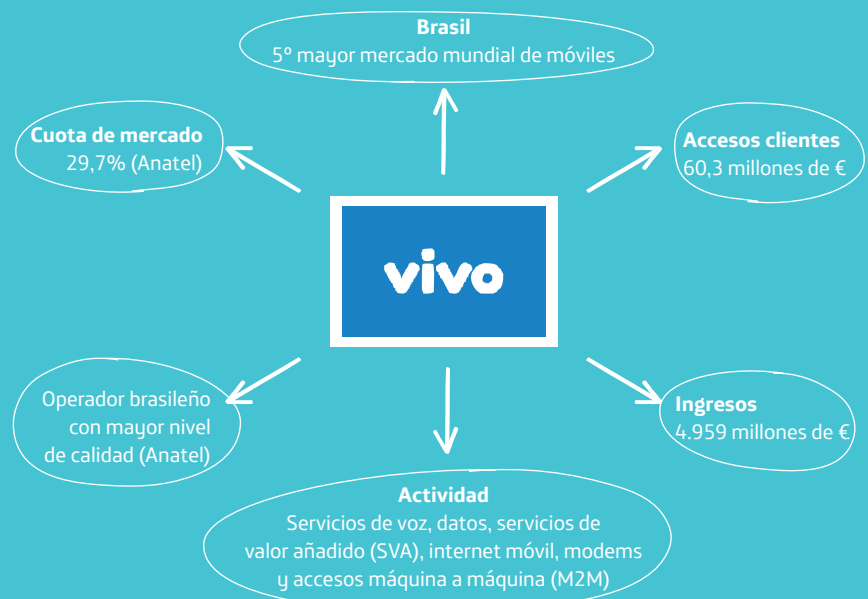 Brasil
5º mayor mercado mundial de móviles
Cuota de mercado
29,7% (Anatel)
Accesos clientes
60,3 millones de €
vivo
Operador brasileño
con mayor nivel
de calidad (Anatel)
Ingresos
4.959 millones de €
Actividad
Servicios de voz, datos, servicios de
valor añadido (SVA), internet móvil, modems
y accesos máquina a máquina (M2M)